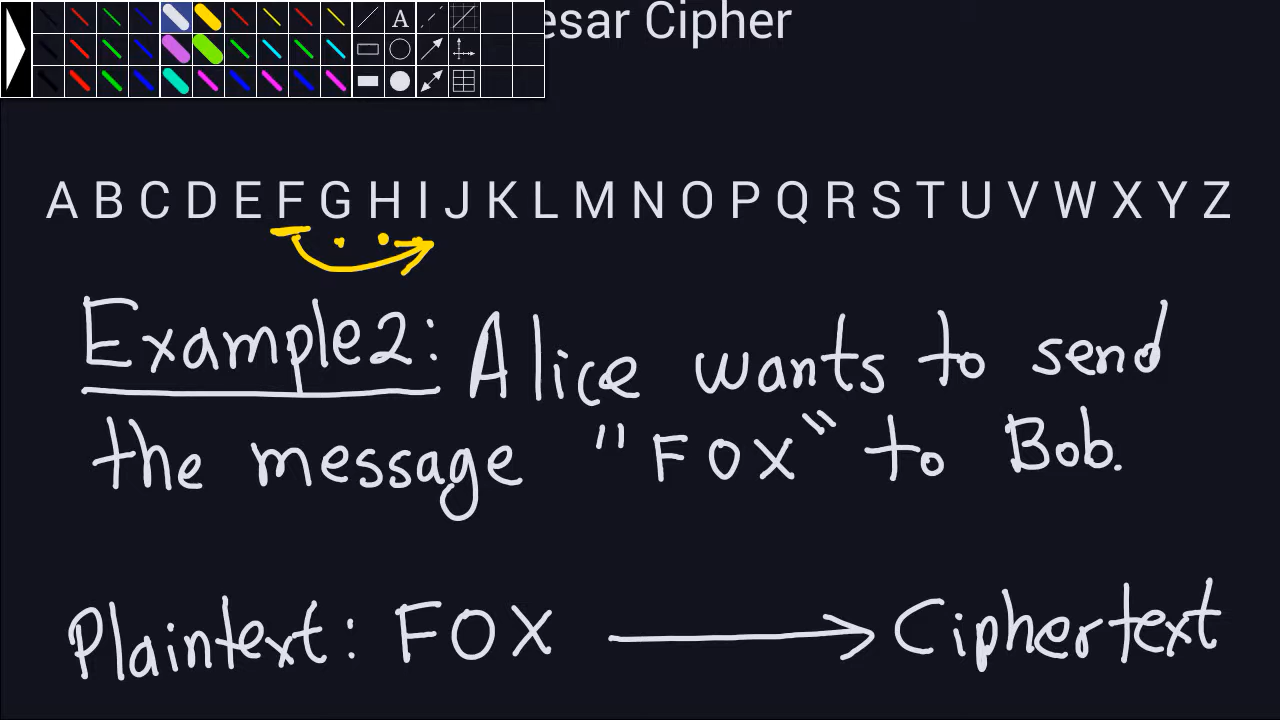 esar Cipher
A
A B C D E F G H I J K L M N O P Q R S T U V W X Y Z
Example2: Alice wants to send
the message "FOX" to Bob.
Plaintext: FOX ⟶ Ciphertext